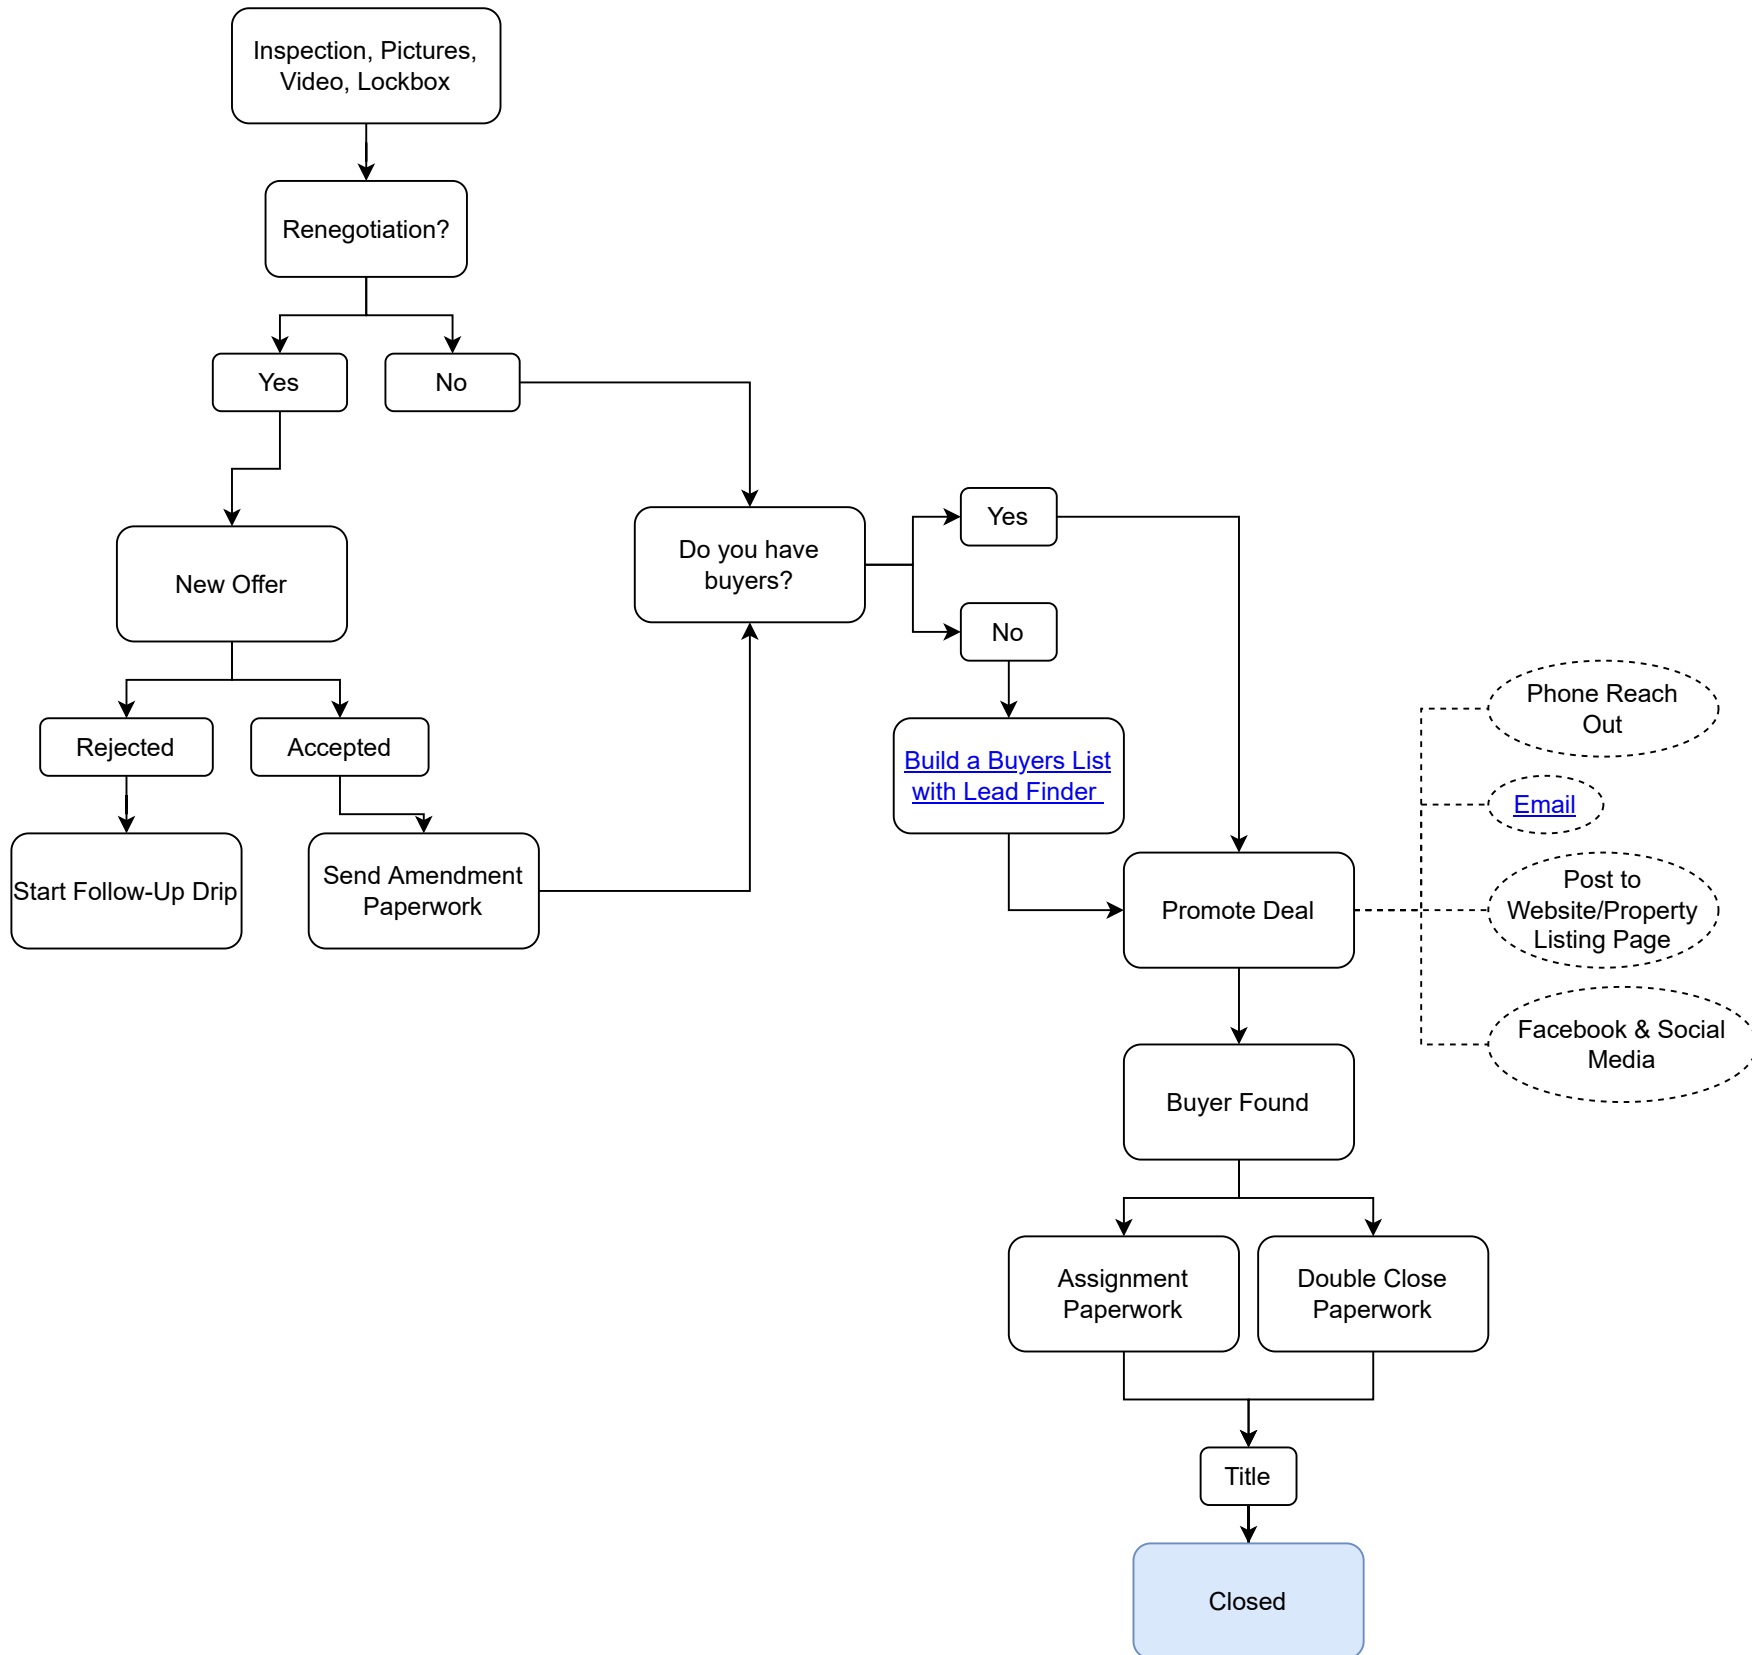 Inspection, Pictures,
Video, Lockbox
Renegotiation?
Yes
No
New Offer
Rejected
Accepted
Start Follow-Up Drip
Send Amendment
Paperwork
Do you have
buyers?
Yes
No
Build a Buyers List
with Lead Finder
Promote Deal
Phone Reach
Out
Email
Post to
Website/Property
Listing Page
Facebook & Social
Media
Buyer Found
Assignment
Paperwork
Double Close
Paperwork
Title
Closed